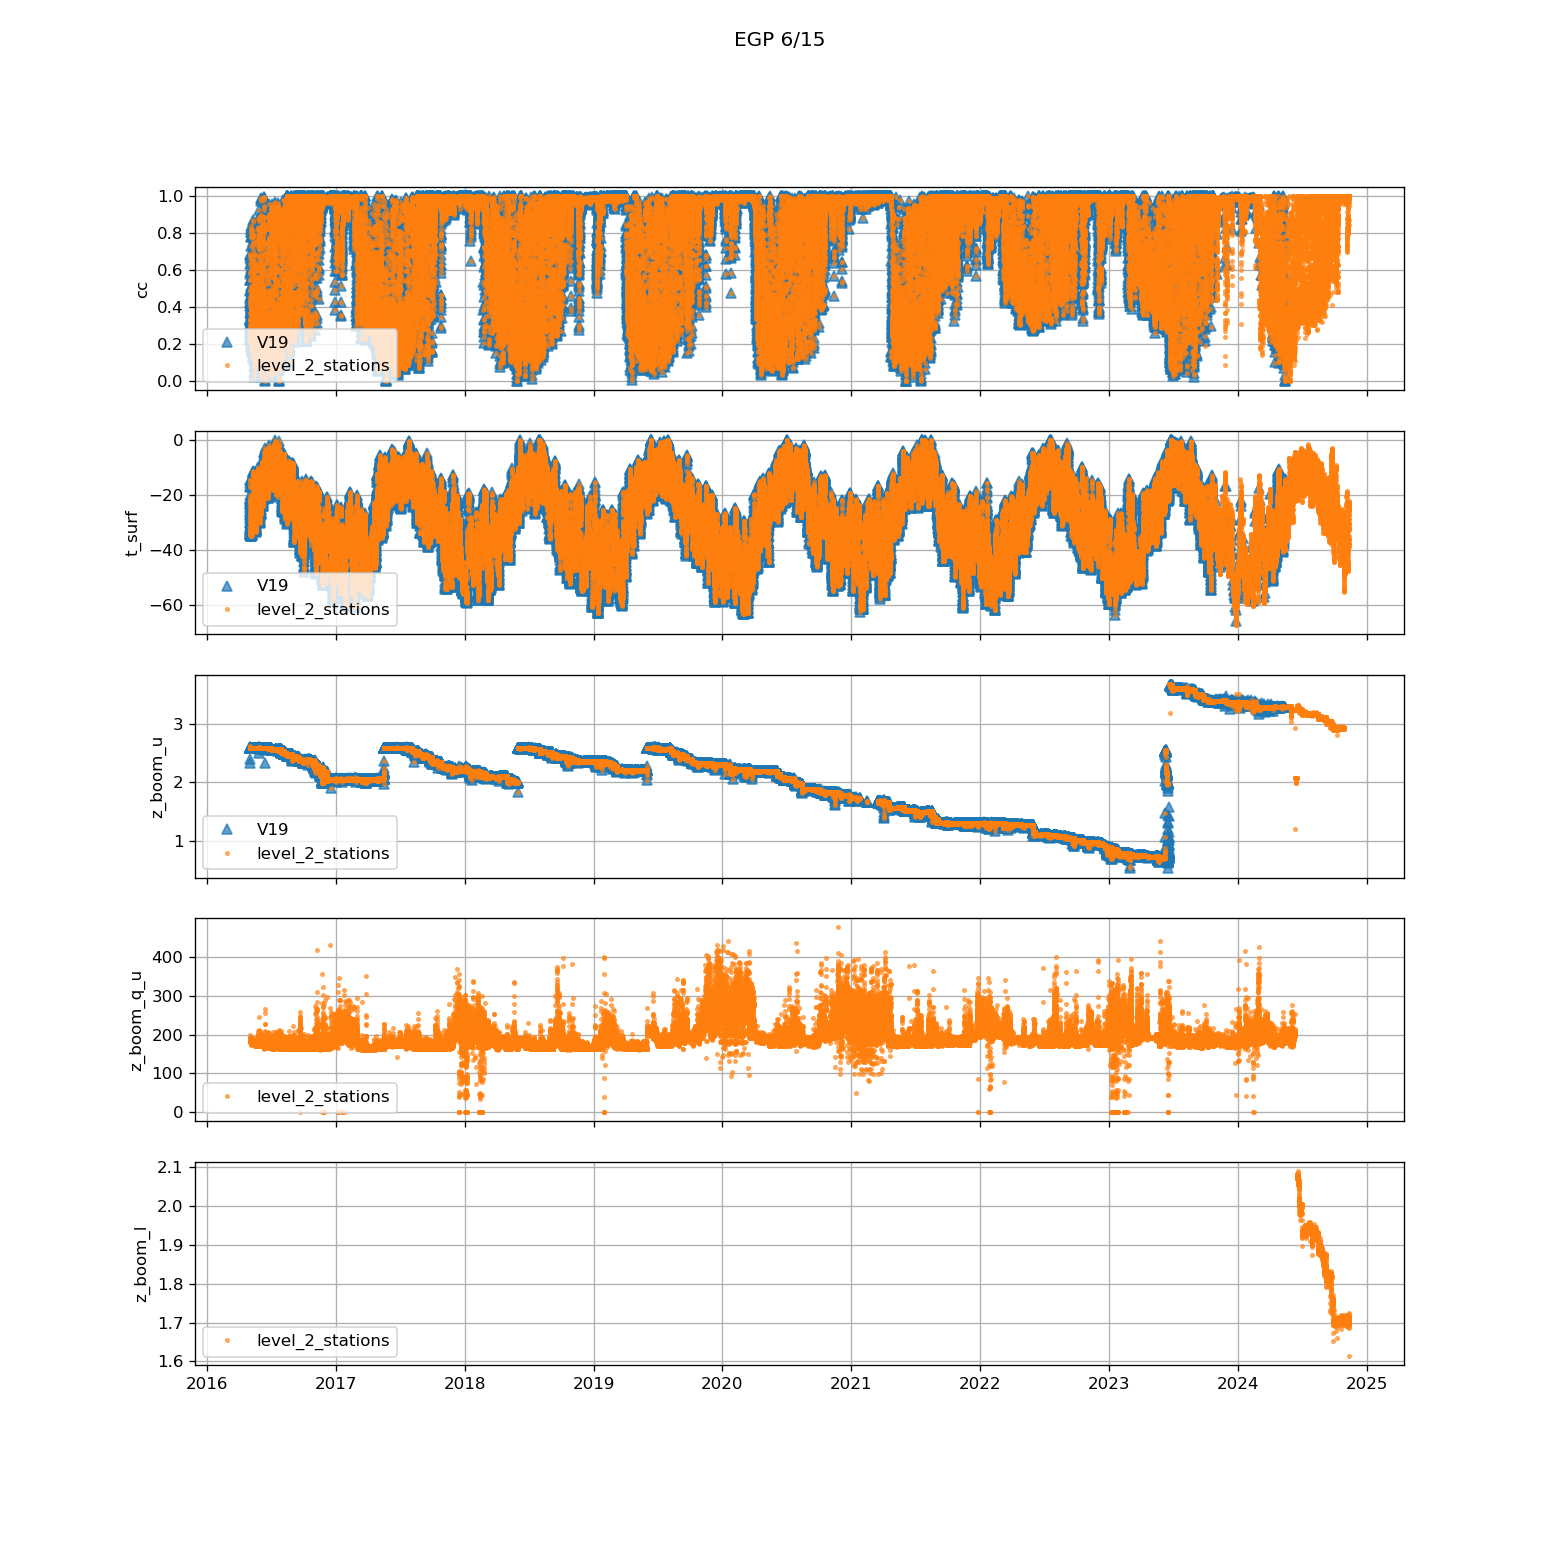 EGP 6/15
cc
1.0
0.8
0.6
0.4
0.2
0.0
V19
level_2_stations
t_surf
0
−20
−40
−60
V19
level_2_stations
z_boom_u
3
2
1
V19
level_2_stations
z_boom_q_u
400
300
200
100
0
level_2_stations
z_boom_l
2.1
2.0
1.9
1.8
1.7
1.6
level_2_stations
2016 2017 2018 2019 2020 2021 2022 2023 2024 2025